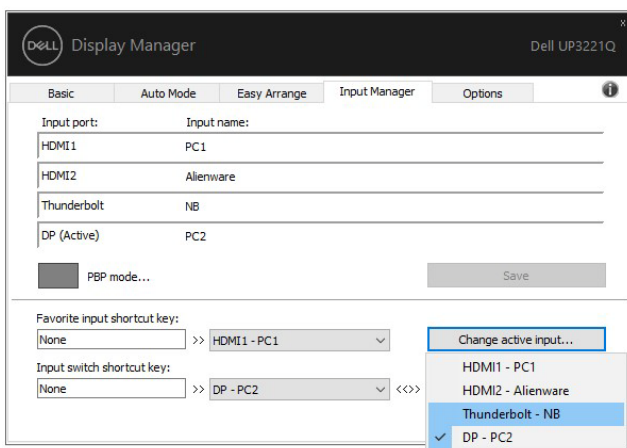 DELL Display Manager Dell UP3221Q
x
Basic Auto Mode Easy Arrange Input Manager Options i
Input port: Input name:
HDMI1 PC1
HDMI2 Alienware
Thunderbolt NB
DP (Active) PC2
PBP mode... Save
Favorite input shortcut key:
None >> HDMI1 - PC1 Change active input...
Input switch shortcut key:
None >> DP - PC2 <<>>
HDMI1 - PC1
HDMI2 - Alienware
Thunderbolt - NB
✓ DP - PC2